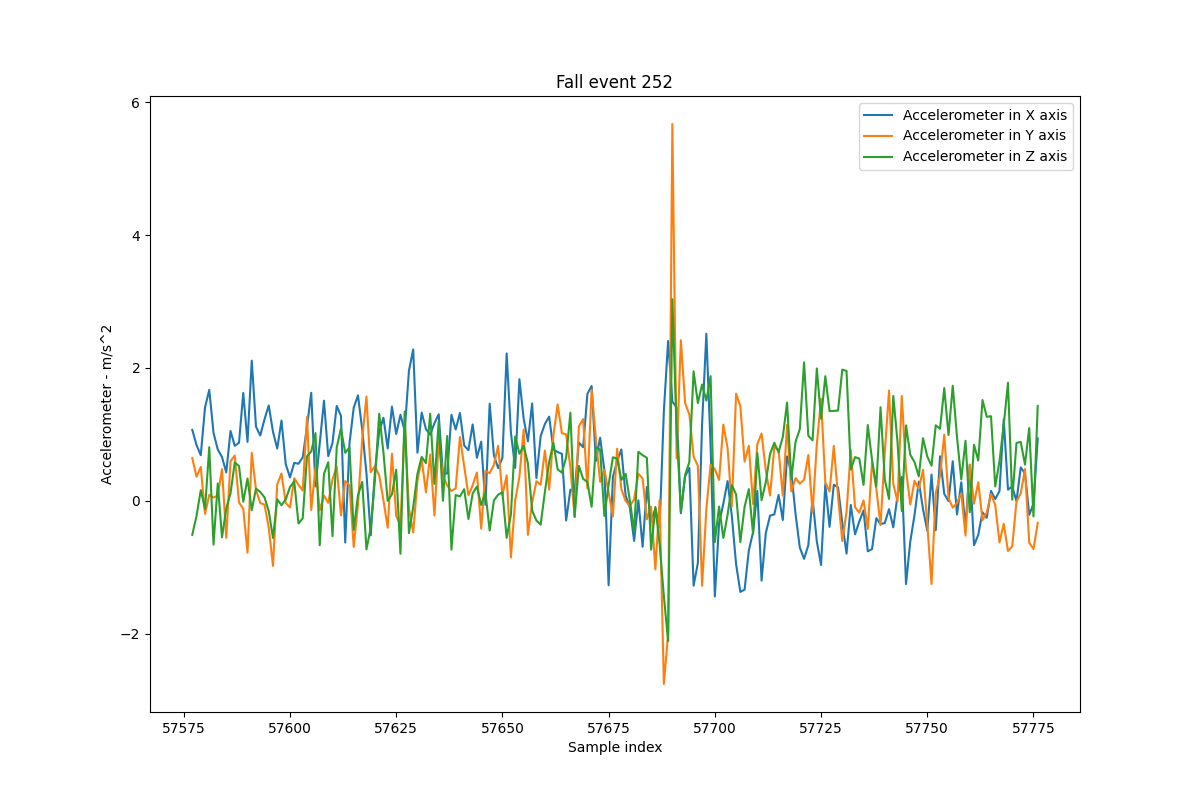 Fall event 252
6
4
2
0
−2
Accelerometer - m/s^2
Accelerometer in X axis
Accelerometer in Y axis
Accelerometer in Z axis
57575 57600 57625 57650 57675 57700 57725 57750 57775
Sample index